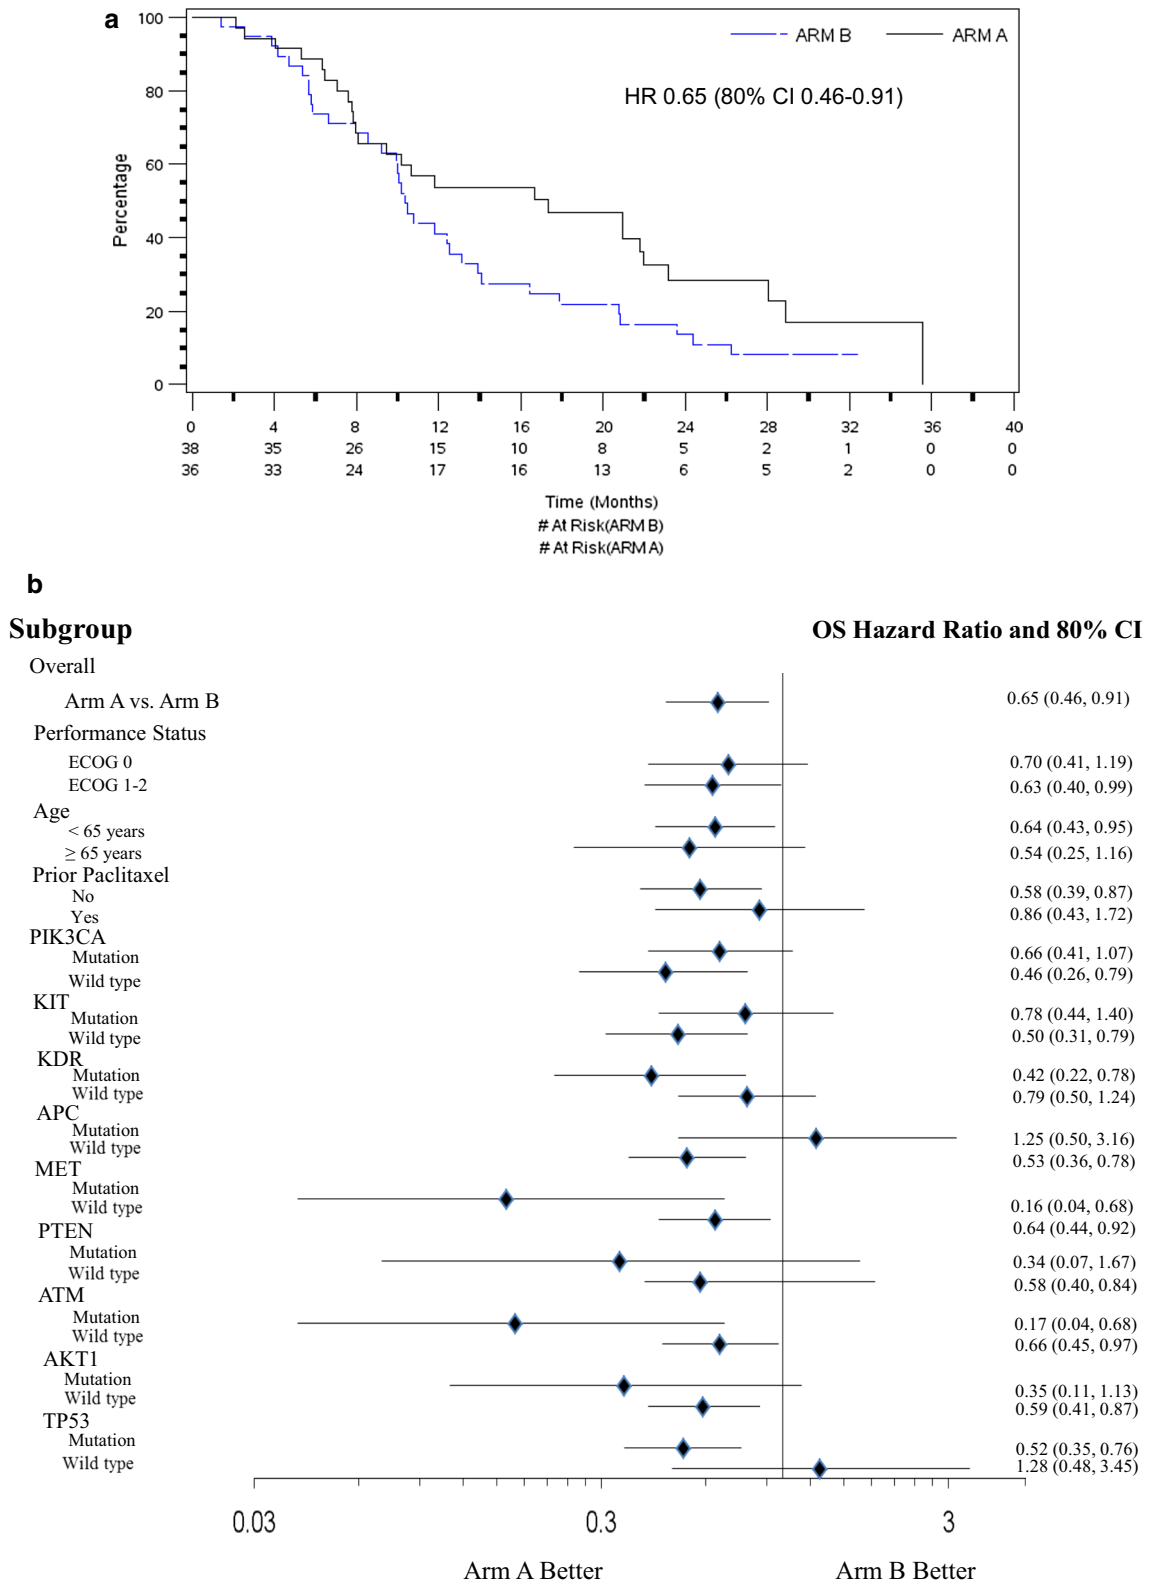 a
100
80
60
40
20
0
Percentage
ARM B
ARM A
HR 0.65 (80% CI 0.46-0.91)
0 4 8 12 16 20 24 28 32 36 40
38 35 26 15 10 8 5 2 1 0 0
36 33 24 17 16 13 6 5 2 0 0
Time (Months)
# At Risk(ARM B)
# At Risk(ARM A)
b
Subgroup OS Hazard Ratio and 80% CI
Overall
Arm A vs. Arm B 0.65 (0.46, 0.91)
Performance Status
ECOG 0 0.70 (0.41, 1.19)
ECOG 1-2 0.63 (0.40, 0.99)
Age
< 65 years 0.64 (0.43, 0.95)
≥ 65 years 0.54 (0.25, 1.16)
Prior Paclitaxel
No 0.58 (0.39, 0.87)
Yes 0.86 (0.43, 1.72)
PIK3CA
Mutation 0.66 (0.41, 1.07)
Wild type 0.46 (0.26, 0.79)
KIT
Mutation 0.78 (0.44, 1.40)
Wild type 0.50 (0.31, 0.79)
KDR
Mutation 0.42 (0.22, 0.78)
Wild type 0.79 (0.50, 1.24)
APC
Mutation 1.25 (0.50, 3.16)
Wild type 0.53 (0.36, 0.78)
MET
Mutation 0.16 (0.04, 0.68)
Wild type 0.64 (0.44, 0.92)
PTEN
Mutation 0.34 (0.07, 1.67)
Wild type 0.58 (0.40, 0.84)
ATM
Mutation 0.17 (0.04, 0.68)
Wild type 0.66 (0.45, 0.97)
AKT1
Mutation 0.35 (0.11, 1.13)
Wild type 0.59 (0.41, 0.87)
TP53
Mutation 0.52 (0.35, 0.76)
Wild type 1.28 (0.48, 3.45)
0.03 0.3 3
Arm A Better Arm B Better